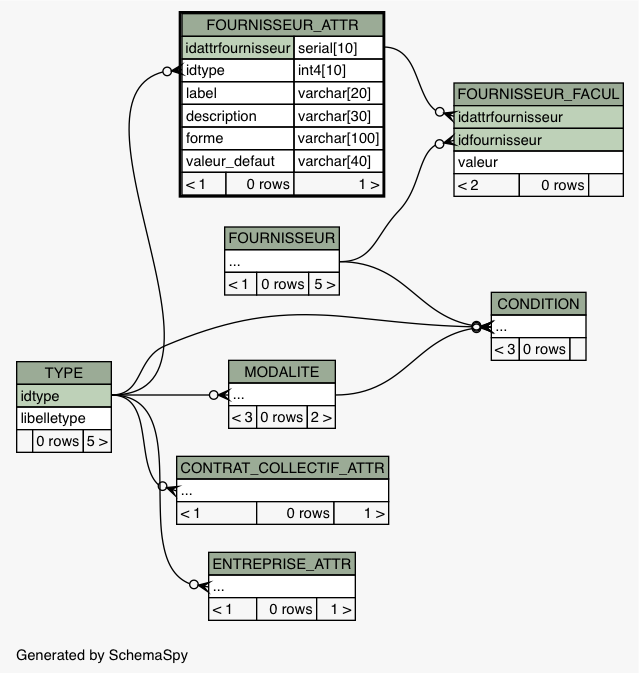 FOURNISSEUR_ATTR
idattrfournisseur serial[10]
idtype int4[10]
label varchar[20]
description varchar[30]
forme varchar[100]
valeur_defaut varchar[40]
< 1 0 rows 1 >
FOURNISSEUR_FACUL
idattrfournisseur
idfournisseur
valeur
< 2 0 rows
FOURNISSEUR
...
< 1 0 rows 5 >
CONDITION
...
< 3 0 rows
TYPE
idtype
libelletype
0 rows 5 >
MODALITE
...
< 3 0 rows 2 >
CONTRAT_COLLECTIF_ATTR
...
< 1 0 rows 1 >
ENTREPRISE_ATTR
...
< 1 0 rows 1 >
Generated by SchemaSpy